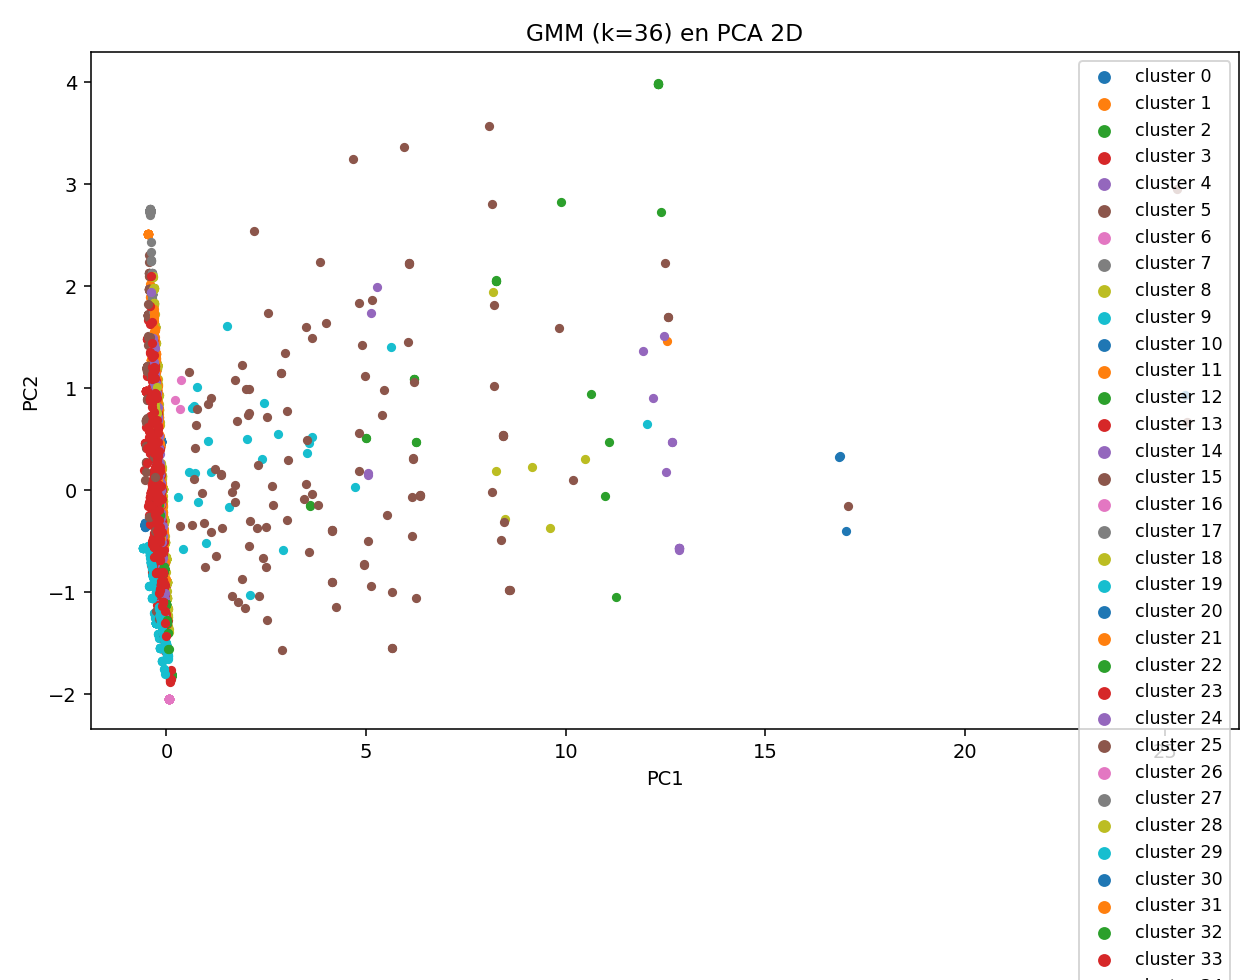 GMM (k=36) en PCA 2D
4
3
2
1
0
−1
−2
PC2
0
5
10
15
20
25
PC1
cluster 0
cluster 1
cluster 2
cluster 3
cluster 4
cluster 5
cluster 6
cluster 7
cluster 8
cluster 9
cluster 10
cluster 11
cluster 12
cluster 13
cluster 14
cluster 15
cluster 16
cluster 17
cluster 18
cluster 19
cluster 20
cluster 21
cluster 22
cluster 23
cluster 24
cluster 25
cluster 26
cluster 27
cluster 28
cluster 29
cluster 30
cluster 31
cluster 32
cluster 33